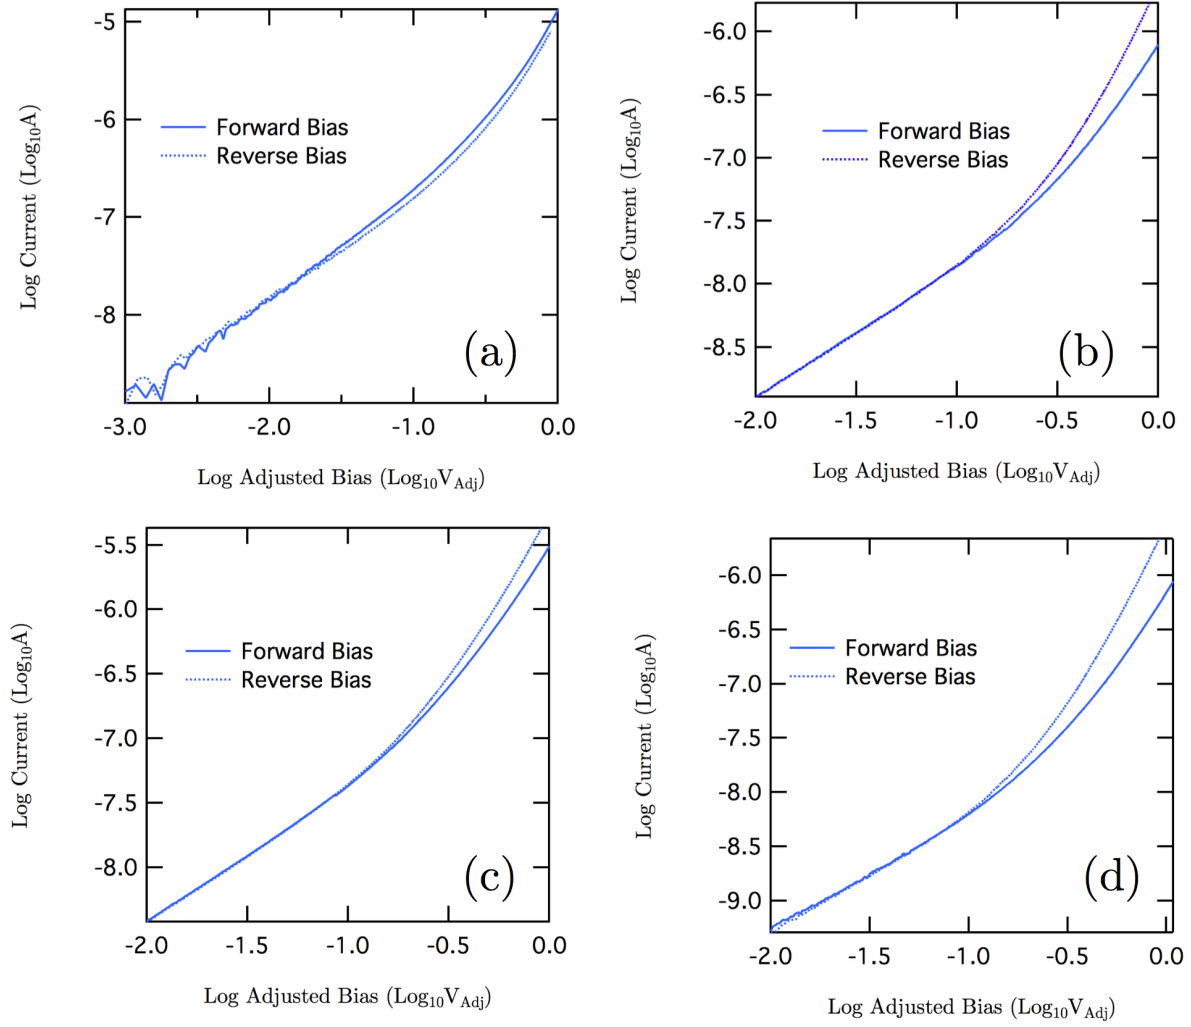 -5
-6
-7
-8
Log Current (Log₁₀A)
Forward Bias
Reverse Bias
(a)
-3.0 -2.0 -1.0 0.0
Log Adjusted Bias (Log₁₀V_Adj)
-6.0
-6.5
-7.0
-7.5
-8.0
-8.5
Log Current (Log₁₀A)
Forward Bias
Reverse Bias
(b)
-2.0 -1.5 -1.0 -0.5 0.0
Log Adjusted Bias (Log₁₀V_Adj)
-5.5
-6.0
-6.5
-7.0
-7.5
-8.0
Log Current (Log₁₀A)
Forward Bias
Reverse Bias
(c)
-2.0 -1.5 -1.0 -0.5 0.0
Log Adjusted Bias (Log₁₀V_Adj)
-6.0
-6.5
-7.0
-7.5
-8.0
-8.5
-9.0
Log Current (Log₁₀A)
Forward Bias
Reverse Bias
(d)
-2.0 -1.5 -1.0 -0.5 0.0
Log Adjusted Bias (Log₁₀V_Adj)